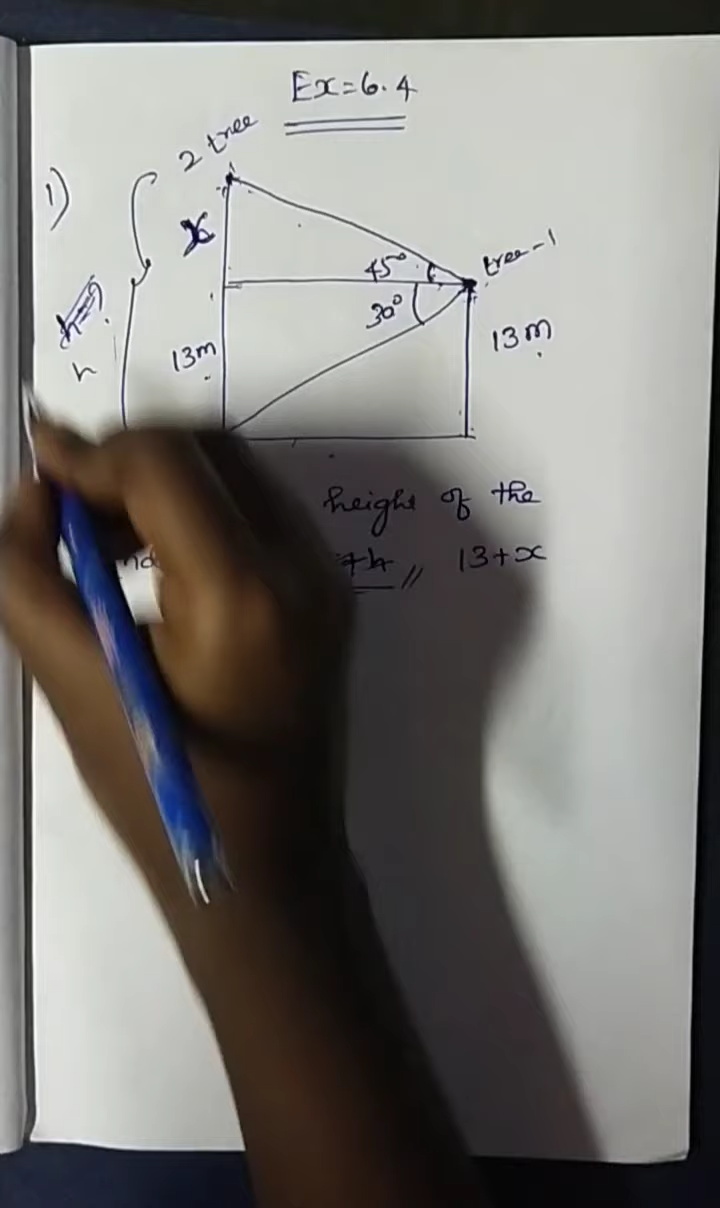 Ex=6.4
1)
2 tree
x
45°
tree-1
30°
13m
13m
h
height of the
+h // 13+x